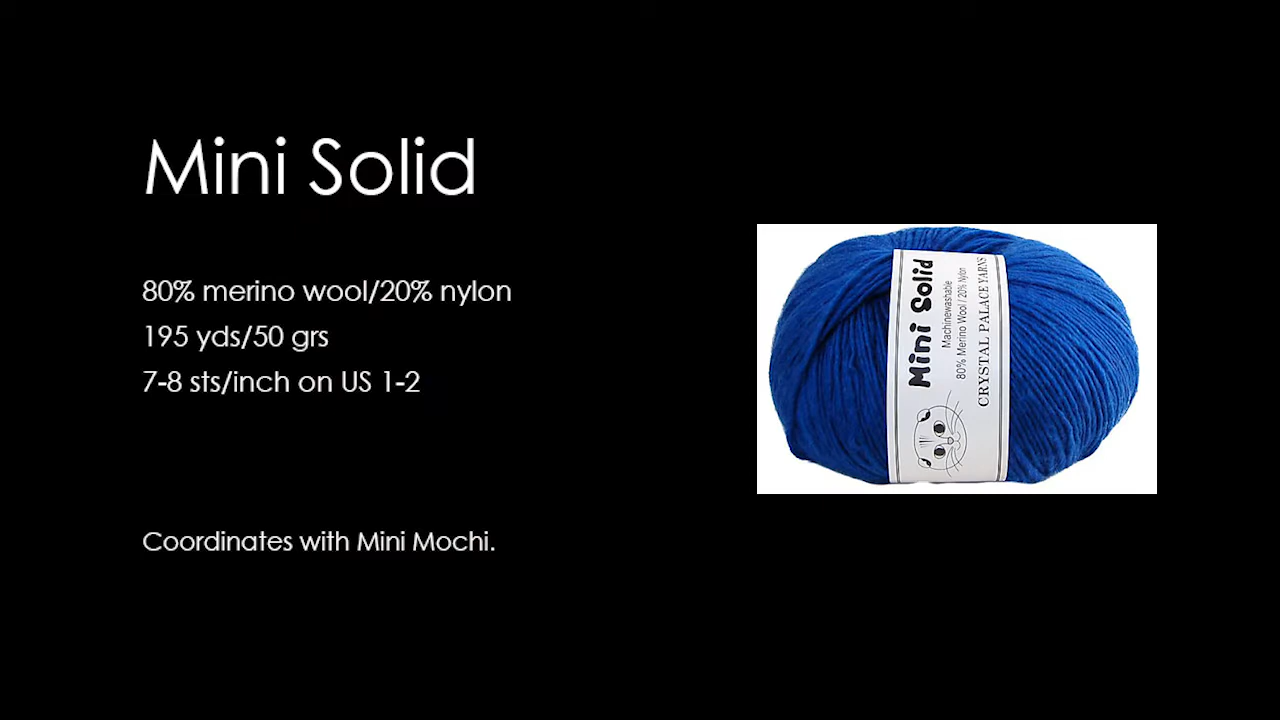 Mini Solid
80% merino wool/20% nylon
195 yds/50 grs
7-8 sts/inch on US 1-2
Coordinates with Mini Mochi.
Mini Solid
Machinewashable
80% Merino Wool / 20% Nylon
CRYSTAL PALACE YARNS